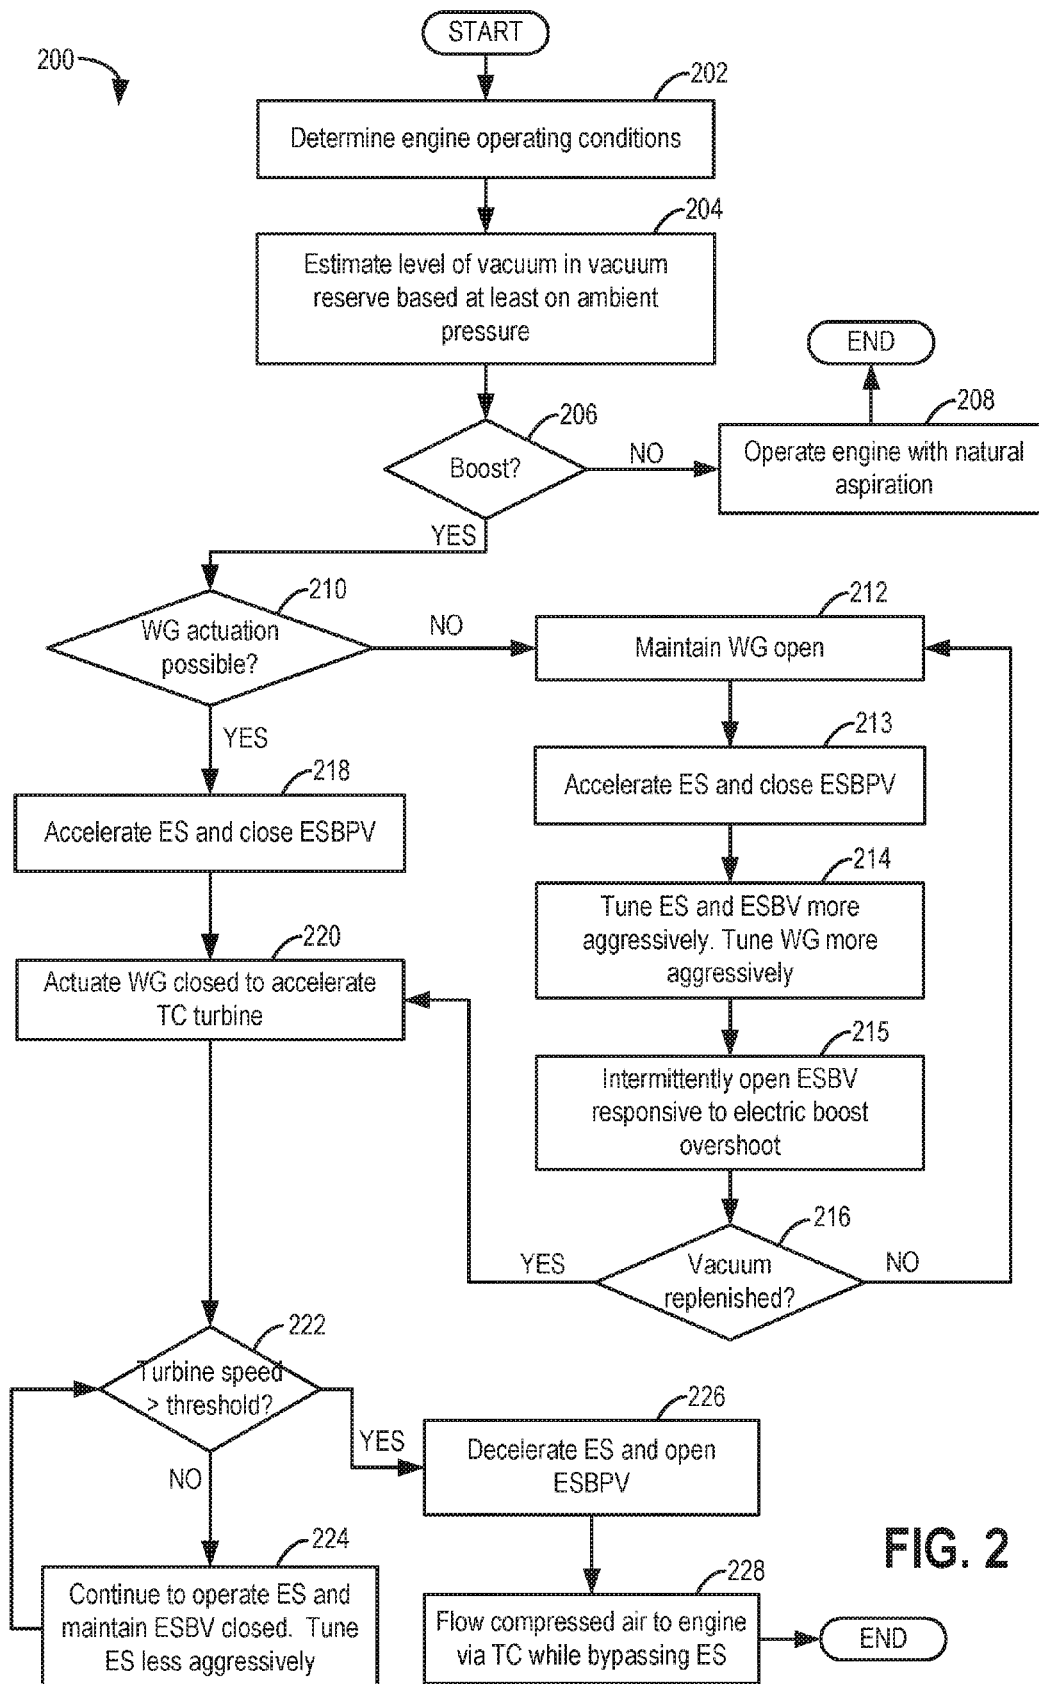 START
200
202
Determine engine operating conditions
204
Estimate level of vacuum in vacuum
reserve based at least on ambient
pressure
END
206
Boost?
NO
208
Operate engine with natural
aspiration
YES
210
WG actuation
possible?
NO
212
Maintain WG open
YES
213
Accelerate ES and close ESBPV
218
Accelerate ES and close ESBPV
214
Tune ES and ESBV more
aggressively. Tune WG more
aggressively
220
Actuate WG closed to accelerate
TC turbine
215
Intermittently open ESBV
responsive to electric boost
overshoot
216
Vacuum
replenished?
YES
NO
222
Turbine speed
> threshold?
YES
NO
226
Decelerate ES and open
ESBPV
224
Continue to operate ES and
maintain ESBV closed. Tune
ES less aggressively
228
Flow compressed air to engine
via TC while bypassing ES
END
FIG. 2